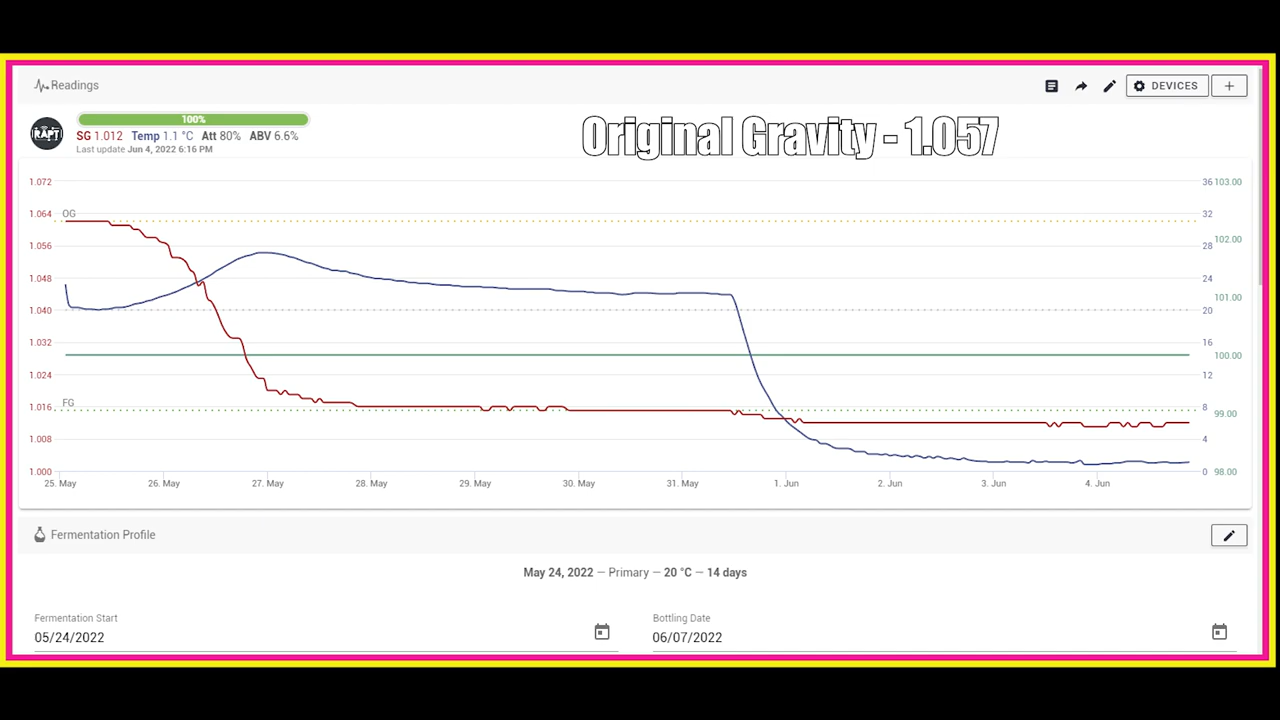 Readings
DEVICES
RAPT
100%
SG 1.012 Temp 1.1 °C Att 80% ABV 6.6%
Last update Jun 4, 2022 6:16 PM
Original Gravity - 1.057
1.072 36 103.00
1.064 OG 32
102.00
1.056 28
1.048 24
101.00
1.040 20
1.032 16
100.00
1.024 12
FG
1.016 8
99.00
1.008 4
1.000 0 98.00
25. May 26. May 27. May 28. May 29. May 30. May 31. May 1. Jun 2. Jun 3. Jun 4. Jun
Fermentation Profile
May 24, 2022 – Primary – 20 °C – 14 days
Fermentation Start Bottling Date
05/24/2022 06/07/2022